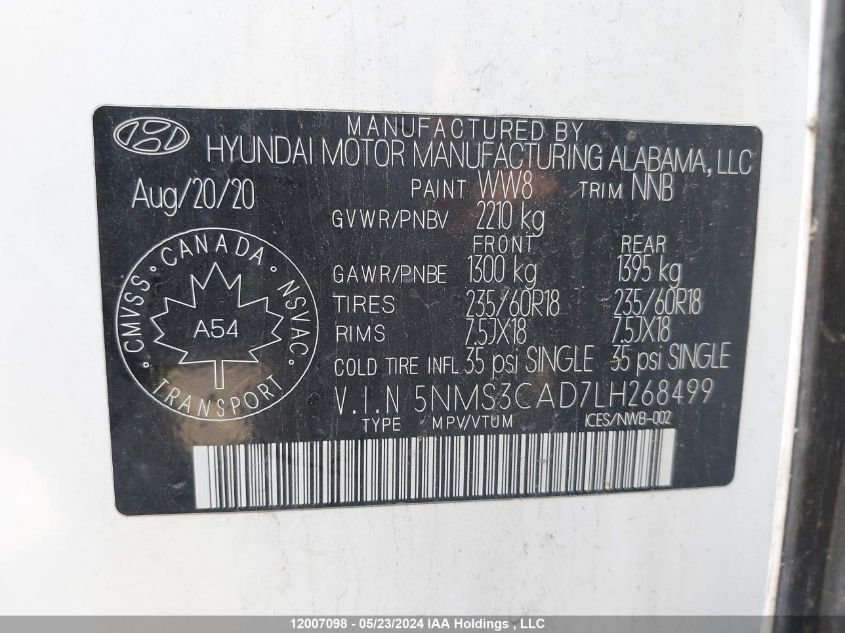 MANUFACTURED BY
HYUNDAI MOTOR MANUFACTURING ALABAMA, LLC
Aug/20/20 PAINT WW8 TRIM NNB
GVWR/PNBV 2210 kg
FRONT REAR
GAWR/PNBE 1300 kg 1395 kg
TIRES 235/60R18 235/60R18
RIMS 7.5JX18 7.5JX18
COLD TIRE INFL. 35 psi SINGLE 35 psi SINGLE
V.I.N 5NMS3CAD7LH268499
TYPE MPV/VTUM ICES/NWB-002
CMVSS • CANADA • NSVAC • TRANSPORT •
A54
12007098 - 05/23/2024 IAA Holdings , LLC